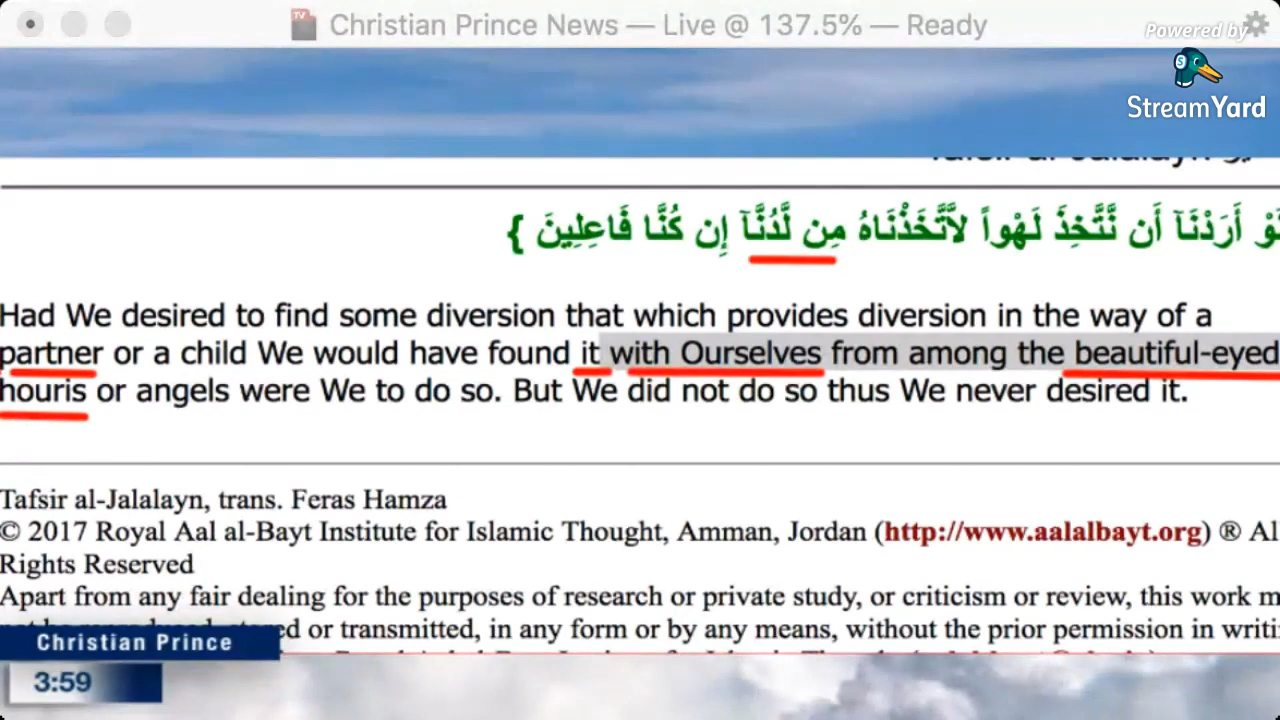 Christian Prince News — Live @ 137.5% — Ready
Powered by
StreamYard
TV
Tafsir al-Jalalayn
أَرَدْنَآ أَن نَّتَّخِذَ لَهْواً لاَّتَّخَذْنَاهُ مِن لَّدُنَّآ إِن كُنَّا فَاعِلِينَ }
Had We desired to find some diversion that which provides diversion in the way of a
partner or a child We would have found it with Ourselves from among the beautiful-eyed
houris or angels were We to do so. But We did not do so thus We never desired it.
Tafsir al-Jalalayn, trans. Feras Hamza
© 2017 Royal Aal al-Bayt Institute for Islamic Thought, Amman, Jordan (http://www.aalalbayt.org) ® Al
Rights Reserved
Apart from any fair dealing for the purposes of research or private study, or criticism or review, this work m
or transmitted, in any form or by any means, without the prior permission in writi
Christian Prince
3:59